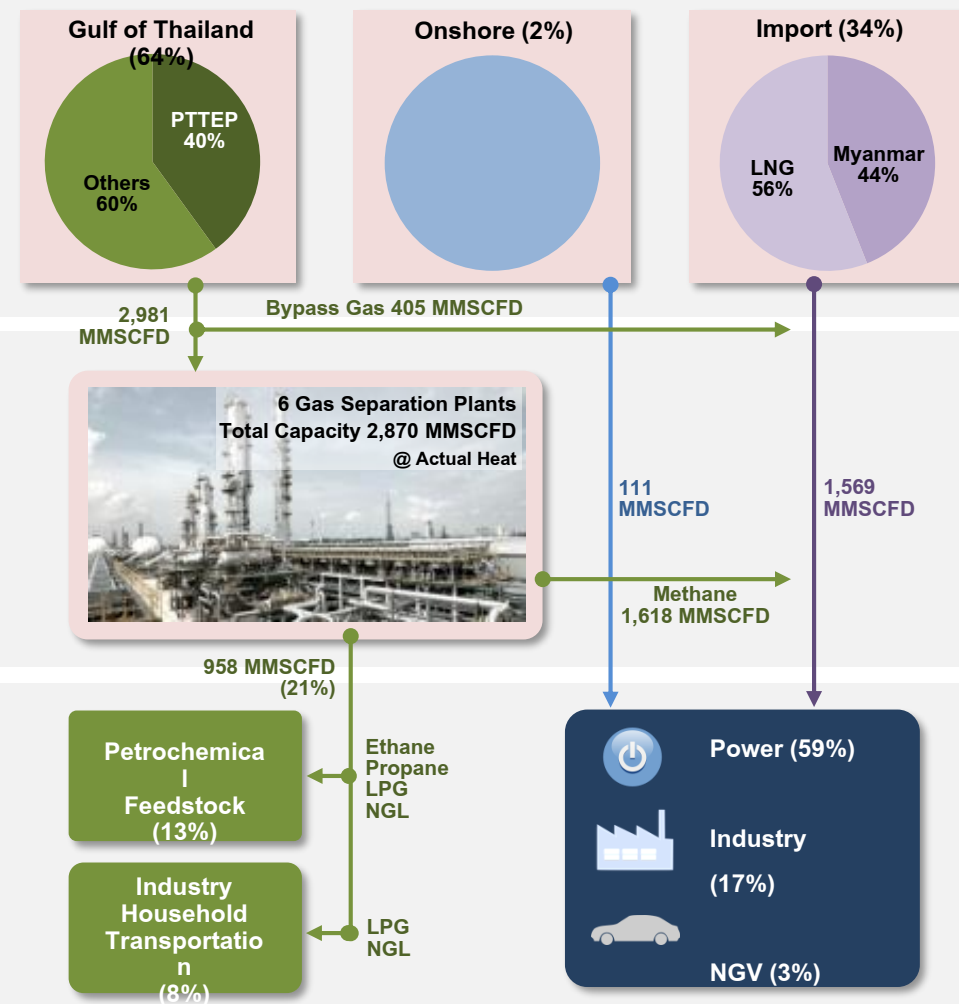 Gulf of Thailand
(64%)
PTTEP
40%
Others
60%
Onshore (2%)
Import (34%)
LNG
56%
Myanmar
44%
2,981
MMSCFD
Bypass Gas 405 MMSCFD
6 Gas Separation Plants
Total Capacity 2,870 MMSCFD
@ Actual Heat
111
MMSCFD
1,569
MMSCFD
Methane
1,618 MMSCFD
958 MMSCFD
(21%)
Petrochemica
l
Feedstock
(13%)
Ethane
Propane
LPG
NGL
Industry
Household
Transportatio
n
(8%)
LPG
NGL
Power (59%)
Industry
(17%)
NGV (3%)